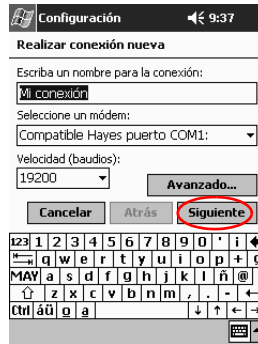 Configuración 9:37
Realizar conexión nueva
Escriba un nombre para la conexión:
Mi conexión
Seleccione un módem:
Compatible Hayes puerto COM1:
Velocidad (baudios):
19200
Avanzado...
Cancelar Atrás Siguiente
123 1 2 3 4 5 6 7 8 9 0 ' i
q w e r t y u i o p +
MAY a s d f g h j k l ñ @
z x c v b n m , . -
Ctrl áü º ª